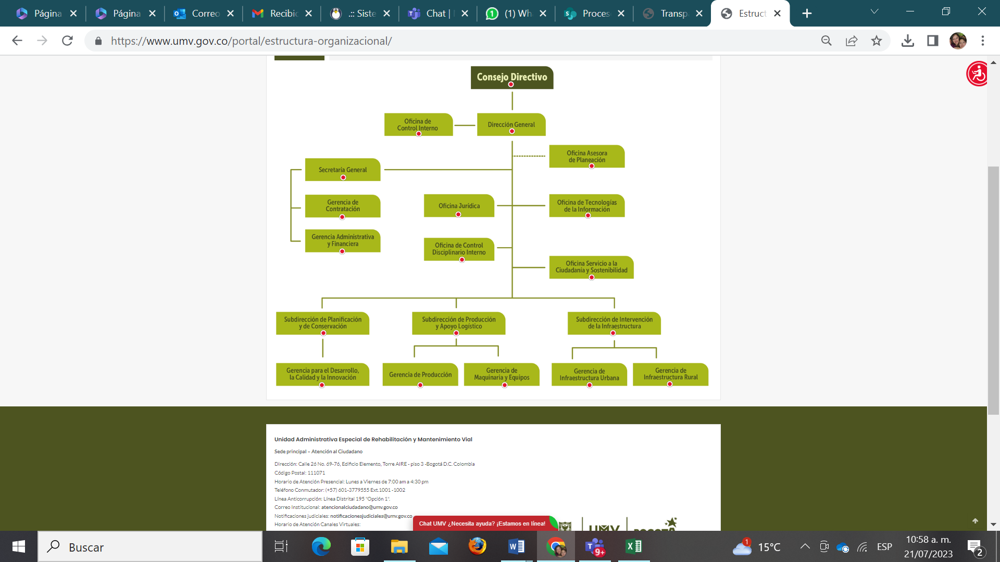 Página
Página
Correo
Recibid
.:: Siste
Chat |
(1) Wh
Proces
Transp
Estruct
https://www.umv.gov.co/portal/estructura-organizacional/
Consejo Directivo
Oficina de
Control Interno
Dirección General
Oficina Asesora
de Planeación
Secretaría General
Gerencia de
Contratación
Oficina Jurídica
Oficina de Tecnologías
de la Información
Gerencia Administrativa
y Financiera
Oficina de Control
Disciplinario Interno
Oficina Servicio a la
Ciudadanía y Sostenibilidad
Subdirección de Planificación
y de Conservación
Subdirección de Producción
y Apoyo Logístico
Subdirección de Intervención
de la Infraestructura
Gerencia para el Desarrollo,
la Calidad y la Innovación
Gerencia de Producción
Gerencia de
Maquinaria y Equipos
Gerencia de
Infraestructura Urbana
Gerencia de
Infraestructura Rural
Unidad Administrativa Especial de Rehabilitación y Mantenimiento Vial
Sede principal – Atención al Ciudadano
Dirección: Calle 26 No. 69-76, Edificio Elemento, Torre AIRE - piso 3 -Bogotá D.C. Colombia
Código Postal: 111071
Horario de Atención Presencial: Lunes a Viernes de 7:00 am a 4:30 pm
Teléfono Conmutador: (+57) 601-3779555 Ext.1001 -1002
Línea Anticorrupción: Línea Distrital 195 "Opción 1".
Correo Institucional: atencionalciudadano@umv.gov.co
Notificaciones judiciales: notificacionesjudiciales@umv.gov.co
Horario de Atención Canales Virtuales:
Chat UMV ¿Necesita ayuda? ¡Estamos en línea!
UMV
BOGOTÁ
Buscar
9+
1
15°C
ESP
10:58 a. m.
21/07/2023
2